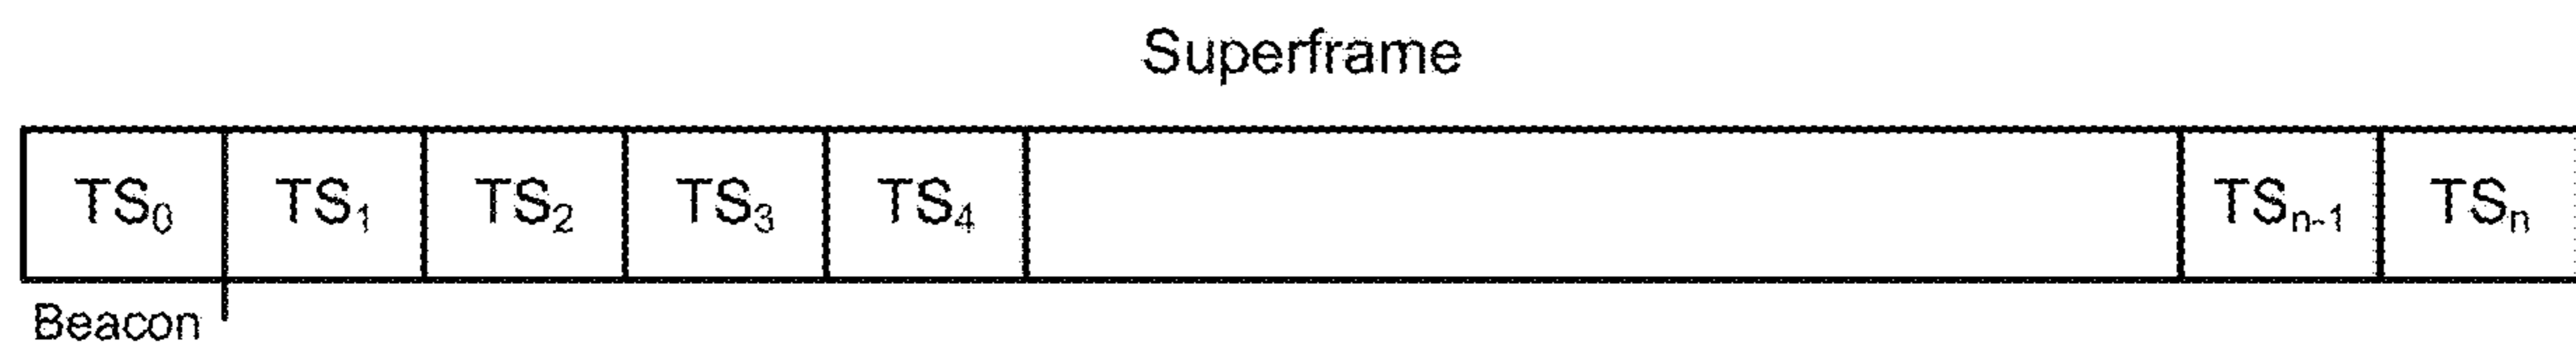 Superframe
TS₀ TS₁ TS₂ TS₃ TS₄ TSₙ₋₁ TSₙ
Beacon